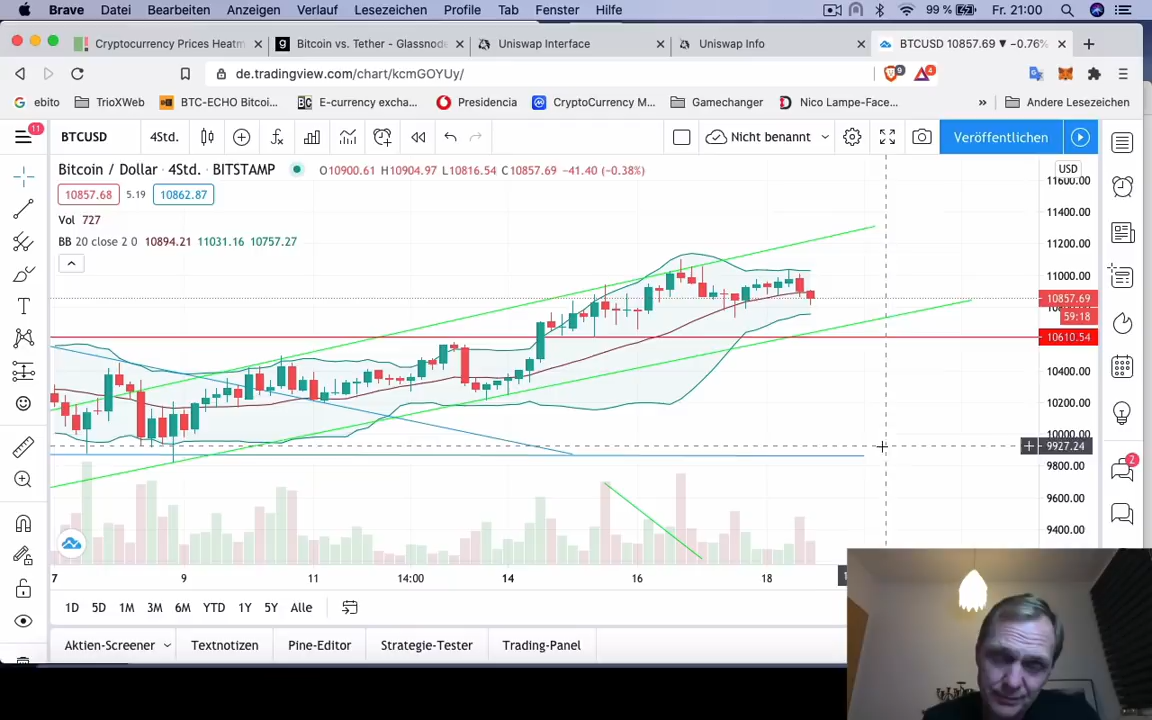 Brave Datei Bearbeiten Anzeigen Verlauf Lesezeichen Profile Tab Fenster Hilfe 99 % Fr. 21:00
Cryptocurrency Prices Heatm Bitcoin vs. Tether - Glassnode Uniswap Interface Uniswap Info BTCUSD 10857.69 ▼ −0.76%
de.tradingview.com/chart/kcmGOYUy/ 9 4
ebito TrioXWeb BTC-ECHO Bitcoi... E-currency excha... Presidencia CryptoCurrency M... Gamechanger Nico Lampe-Face... » Andere Lesezeichen
11 BTCUSD 4Std. Nicht benannt Veröffentlichen
Bitcoin / Dollar · 4Std. · BITSTAMP O10900.61 H10904.97 L10816.54 C10857.69 −41.40 (−0.38%) USD
10857.68 5.19 10862.87
Vol 727
BB 20 close 2 0 10894.21 11031.16 10757.27
11600.00
11400.00
11200.00
11000.00
10857.69
59:18
10610.54
10400.00
10200.00
10000.00
9927.24
9800.00
9600.00
9400.00
2
7 9 11 14:00 14 16 18
1D 5D 1M 3M 6M YTD 1Y 5Y Alle
Aktien-Screener Textnotizen Pine-Editor Strategie-Tester Trading-Panel